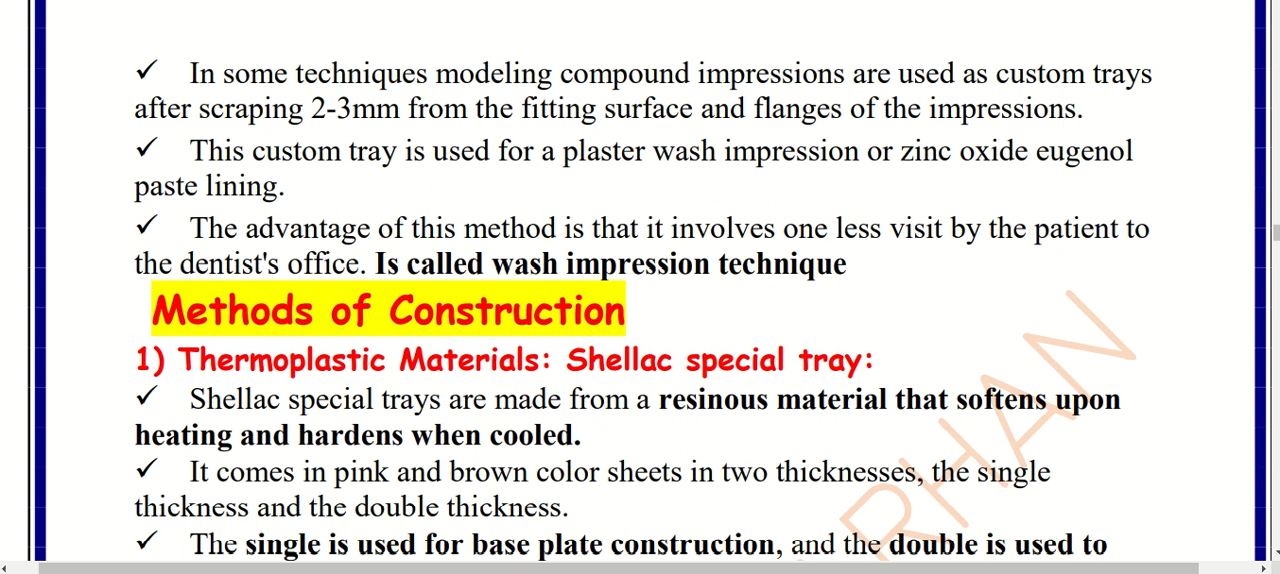 ✓ In some techniques modeling compound impressions are used as custom trays
after scraping 2-3mm from the fitting surface and flanges of the impressions.
✓ This custom tray is used for a plaster wash impression or zinc oxide eugenol
paste lining.
✓ The advantage of this method is that it involves one less visit by the patient to
the dentist's office. Is called wash impression technique
Methods of Construction
1) Thermoplastic Materials: Shellac special tray:
✓ Shellac special trays are made from a resinous material that softens upon
heating and hardens when cooled.
✓ It comes in pink and brown color sheets in two thicknesses, the single
thickness and the double thickness.
✓ The single is used for base plate construction, and the double is used to
RHAN